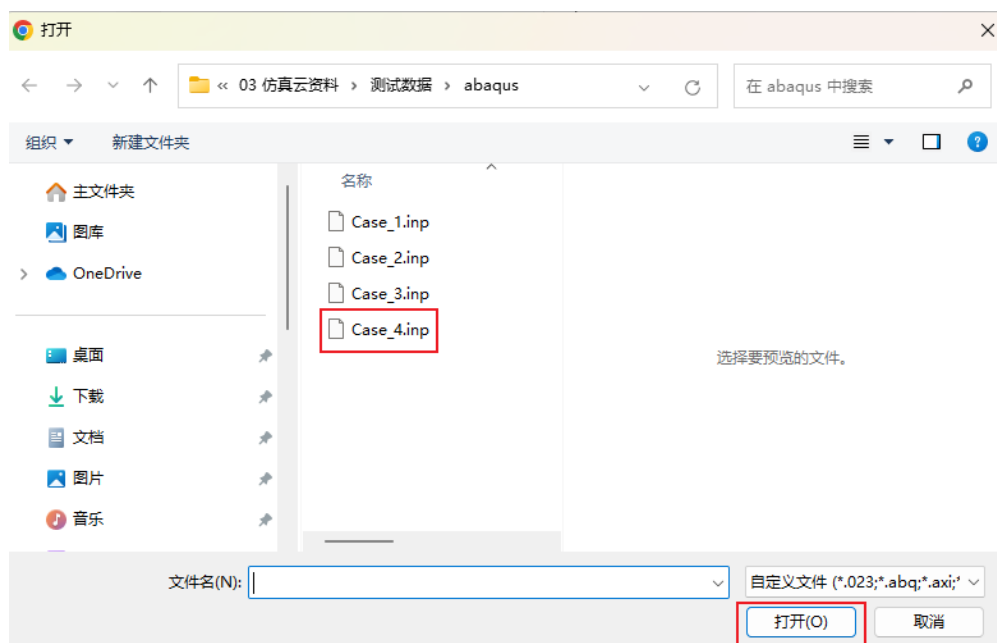 打开
« 03 仿真云资料 › 测试数据 › abaqus
在 abaqus 中搜索
组织
新建文件夹
主文件夹
图库
OneDrive
桌面
下载
文档
图片
音乐
名称
Case_1.inp
Case_2.inp
Case_3.inp
Case_4.inp
选择要预览的文件。
文件名(N):
自定义文件 (*.023;*.abq;*.axi;*
打开(O)
取消